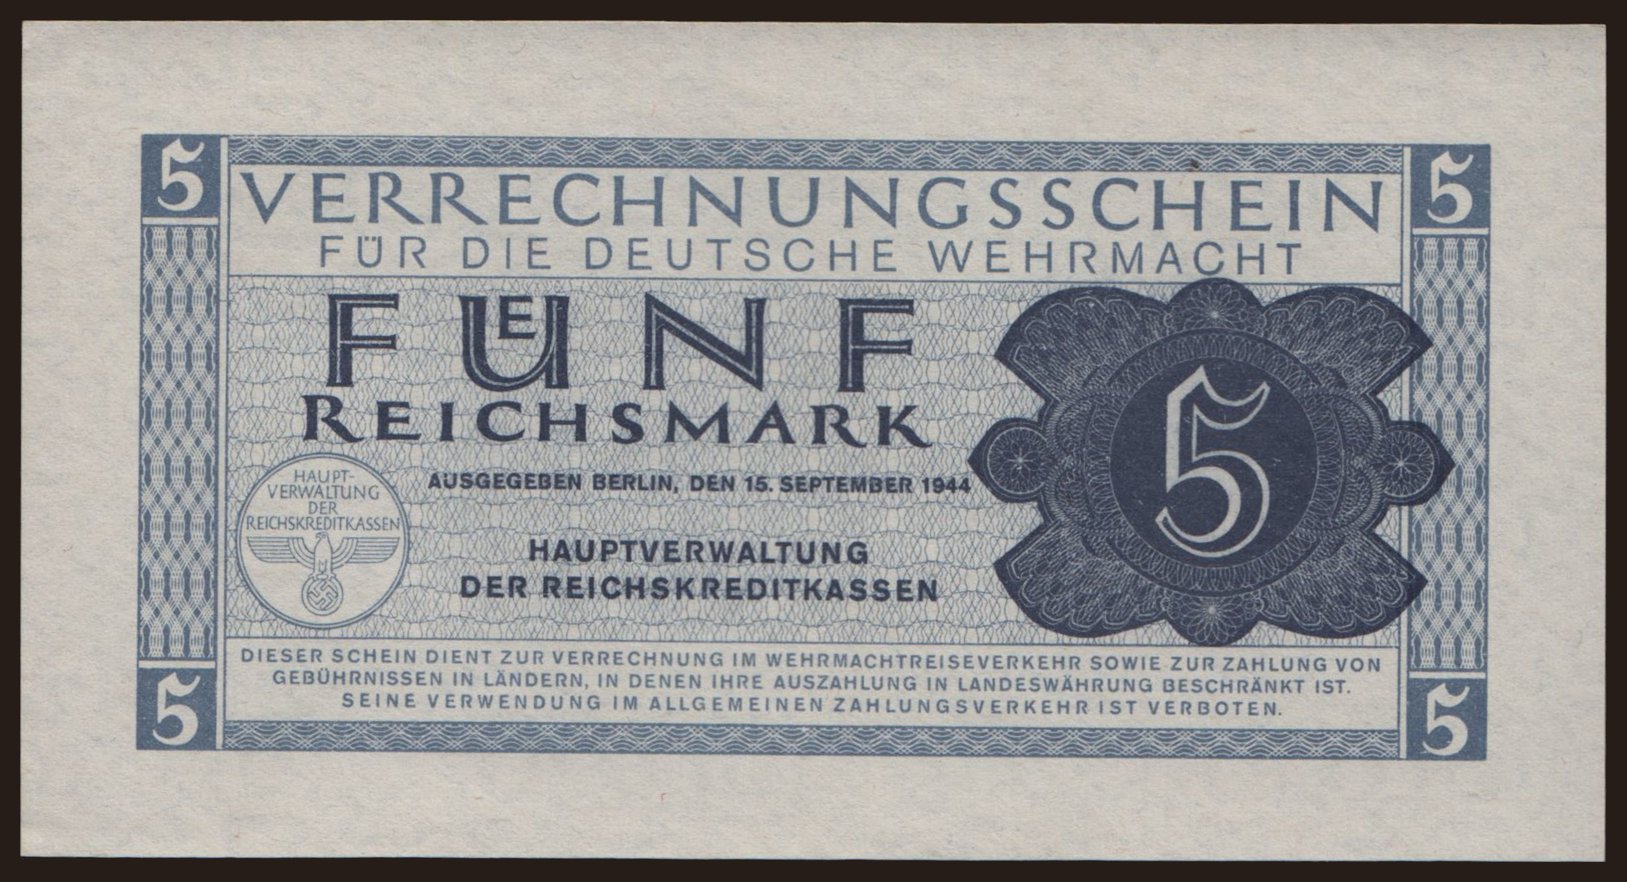 5 5
VERRECHNUNGSSCHEIN
FÜR DIE DEUTSCHE WEHRMACHT
FUENF
REICHSMARK
5
AUSGEGEBEN BERLIN, DEN 15. SEPTEMBER 1944
HAUPT-
VERWALTUNG
DER
REICHSKREDITKASSEN
HAUPTVERWALTUNG
DER REICHSKREDITKASSEN
DIESER SCHEIN DIENT ZUR VERRECHNUNG IM WEHRMACHTREISEVERKEHR SOWIE ZUR ZAHLUNG VON
GEBÜHRNISSEN IN LÄNDERN, IN DENEN IHRE AUSZAHLUNG IN LANDESWÄHRUNG BESCHRÄNKT IST.
SEINE VERWENDUNG IM ALLGEMEINEN ZAHLUNGSVERKEHR IST VERBOTEN.
5 5